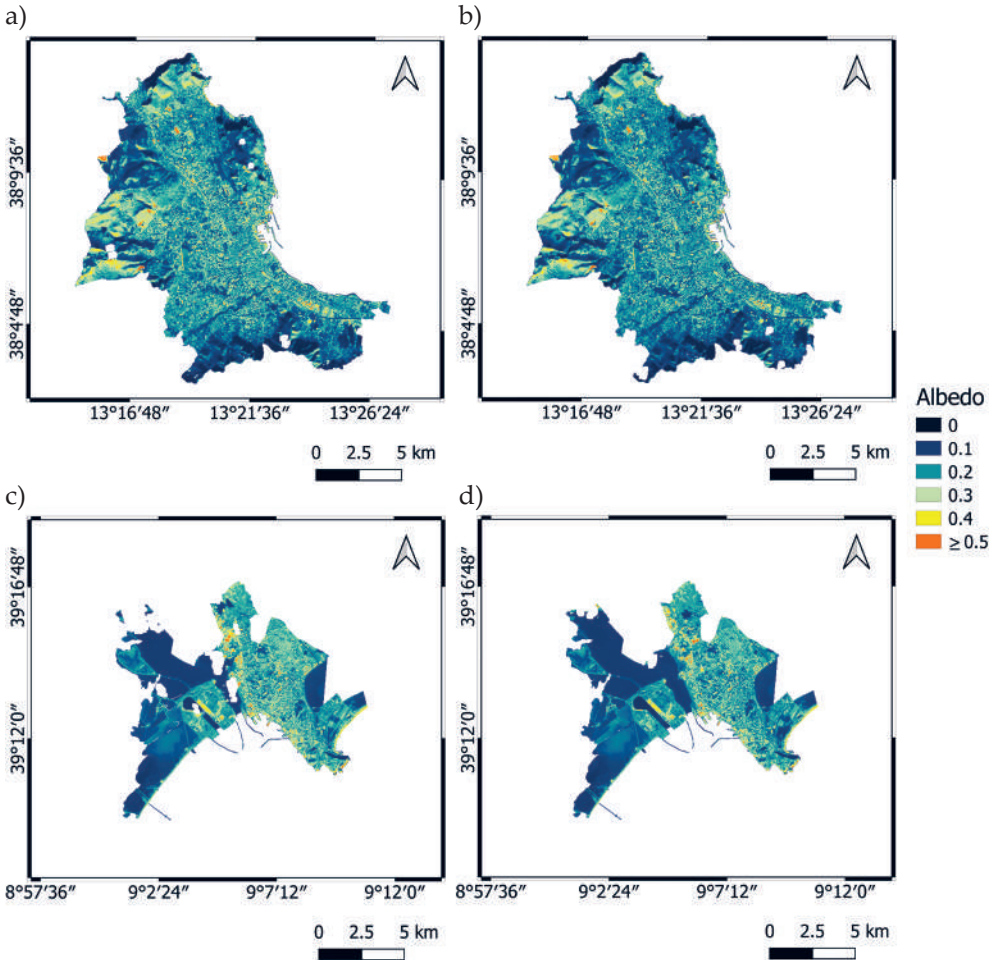 a)
b)
38°9′36″
38°4′48″
13°16′48″ 13°21′36″ 13°26′24″
0 2.5 5 km
38°9′36″
38°4′48″
13°16′48″ 13°21′36″ 13°26′24″
0 2.5 5 km
Albedo
0
0.1
0.2
0.3
0.4
≥ 0.5
c)
d)
39°16′48″
39°12′0″
8°57′36″ 9°2′24″ 9°7′12″ 9°12′0″
0 2.5 5 km
39°16′48″
39°12′0″
8°57′36″ 9°2′24″ 9°7′12″ 9°12′0″
0 2.5 5 km